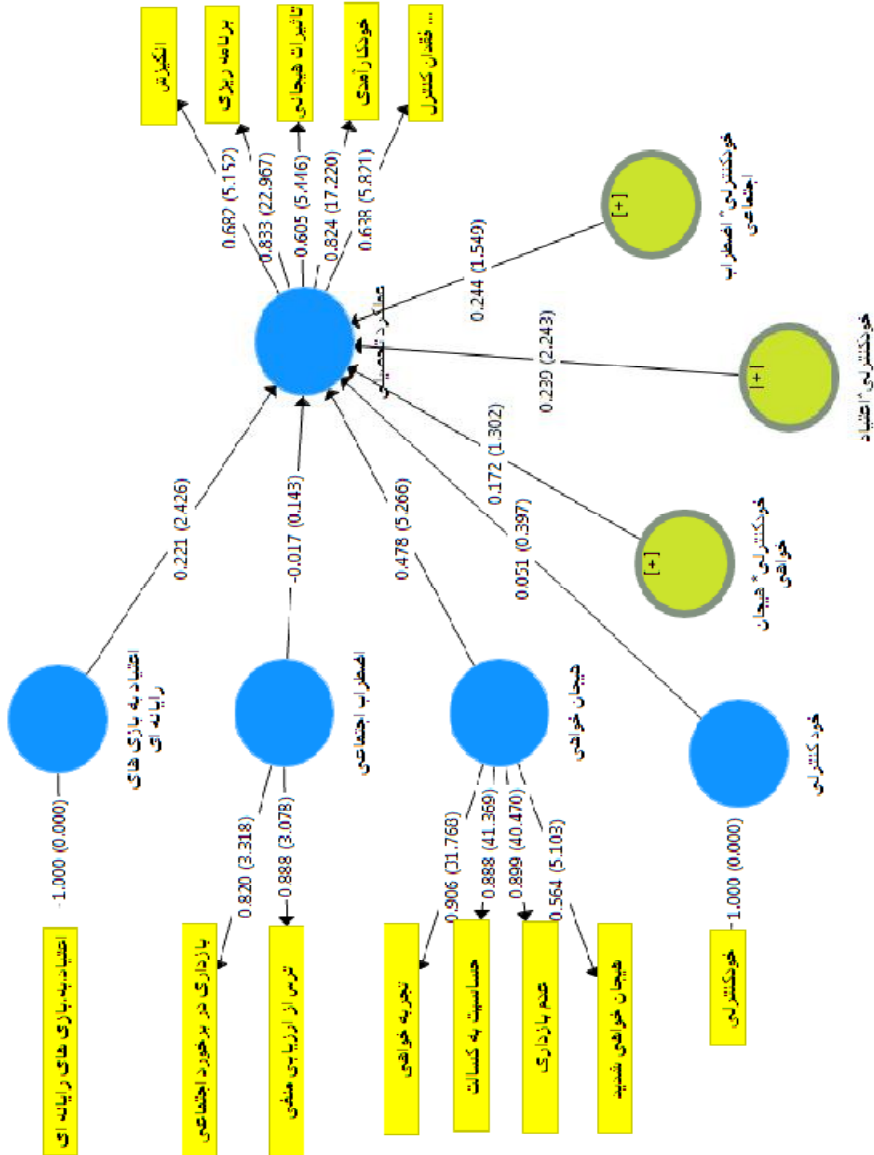 انگیزش
برنامه ریزی
تاثیرات هیجانی
خودکارآمدی
فقدان کنترل ...
0.682 (5.152)
0.833 (22.967)
0.605 (5.446)
0.824 (17.220)
0.638 (5.821)
عملکرد تحصیلی
0.221 (2.426)
-0.017 (0.143)
0.478 (5.266)
0.051 (0.397)
0.172 (1.302)
0.230 (2.243)
0.244 (1.549)
[+]
خودکنترلی* اضطراب
اجتماعی
[+]
خودکنترلی*اعتیاد
[+]
خودکنترلی* هیجان
خواهی
اعتیاد به بازی های
رایانه ای
اضطراب اجتماعی
هیجان خواهی
خودکنترلی
1.000 (0.000)
0.820 (3.318)
0.888 (3.078)
0.906 (31.768)
0.888 (41.369)
0.899 (40.470)
0.564 (5.103)
1.000 (0.000)
اعتیاد.به.بازی های رایانه ای
بازداری در برخورد اجتماعی
ترس از ارزیابی منفی
تجربه خواهی
حساسیت به کسالت
عدم بازداری
هیجان خواهی شدید
خودکنترلی.